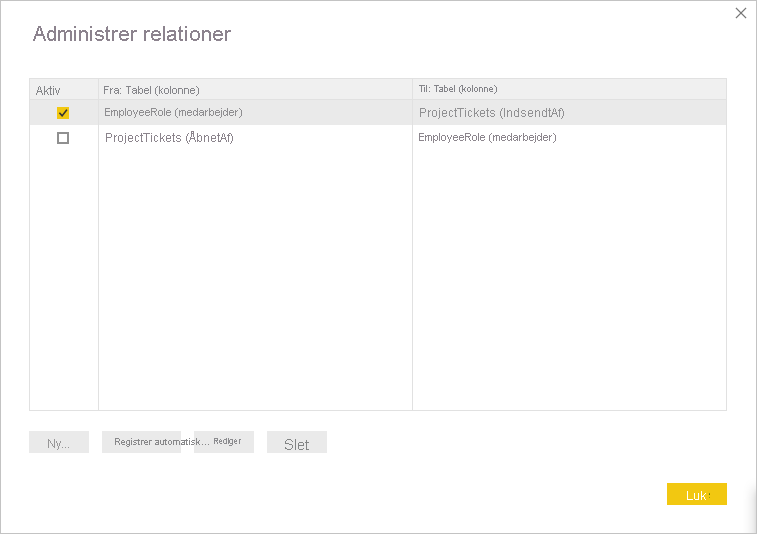 Administrer relationer
Aktiv Fra: Tabel (kolonne) Til: Tabel (kolonne)
EmployeeRole (medarbejder) ProjectTickets (IndsendtAf)
ProjectTickets (ÅbnetAf) EmployeeRole (medarbejder)
Ny... Registrer automatisk... Rediger Slet
Luk